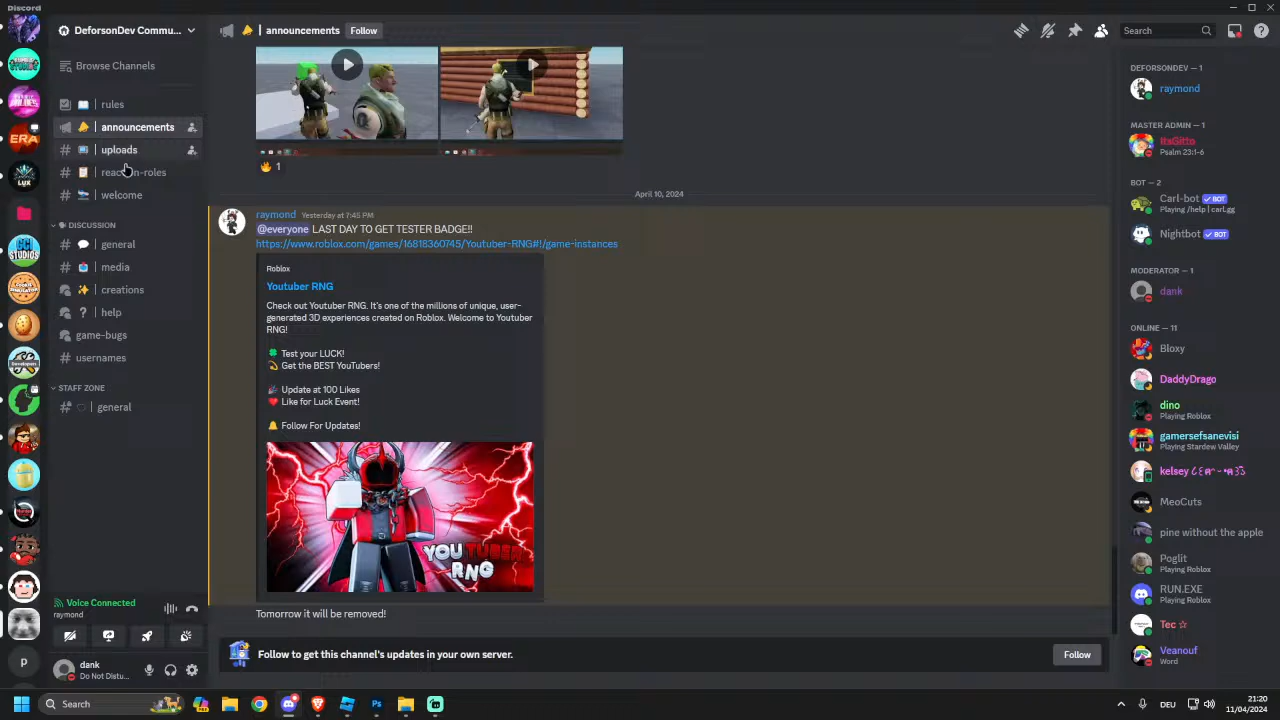 Discord
DeforsonDev Commu...
Browse Channels
rules
announcements
uploads
reaction-roles
welcome
DISCUSSION
general
media
creations
help
game-bugs
usernames
STAFF ZONE
general
Voice Connected
raymond
dank
Do Not Distu...
announcements
Follow
Search
1
April 10, 2024
raymond Yesterday at 7:45 PM
@everyone LAST DAY TO GET TESTER BADGE!!
https://www.roblox.com/games/16818360745/Youtuber-RNG#!/game-instances
Roblox
Youtuber RNG
Check out Youtuber RNG. It's one of the millions of unique, user-
generated 3D experiences created on Roblox. Welcome to Youtuber
RNG!
Test your LUCK!
Get the BEST YouTubers!
Update at 100 Likes
Like for Luck Event!
Follow For Updates!
YOUTUBER
RNG
Tomorrow it will be removed!
Follow to get this channel's updates in your own server.
Follow
DEFORSONDEV — 1
raymond
MASTER ADMIN — 1
ItsGitto
Psalm 23:1-6
BOT — 2
Carl-bot ✓ BOT
Playing /help | carl.gg
Nightbot ✓ BOT
MODERATOR — 1
dank
ONLINE — 11
Bloxy
DaddyDrago
dino
Playing Roblox
gamersefsanevisi
Playing Stardew Valley
kelsey
MeoCuts
pine without the apple
Poglit
Playing Roblox
RUN.EXE
Playing Roblox
Tec ☆
Veanouf
Word
ERA
LUX
GCI
STUDIOS
p
Search
DEU
21:20
11/04/2024